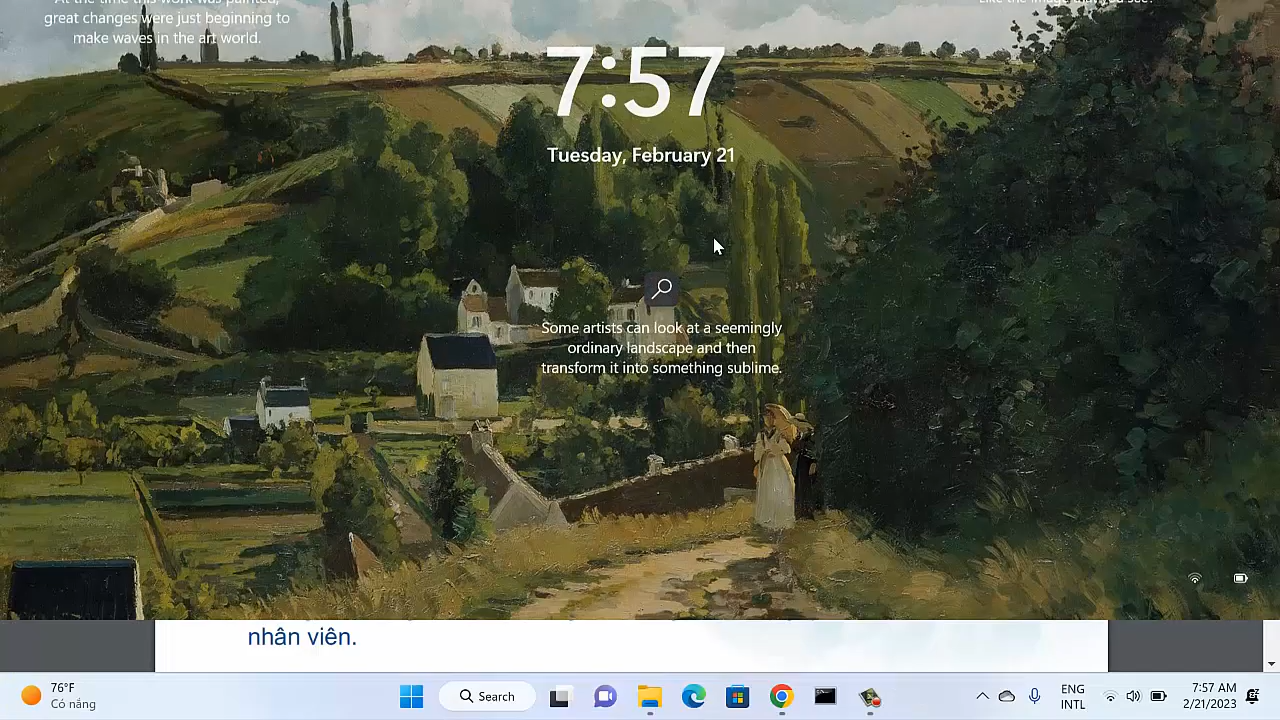 At the time this work was painted,
great changes were just beginning to
make waves in the art world.
Like the image that you see?
7:57
Tuesday, February 21
Some artists can look at a seemingly
ordinary landscape and then
transform it into something sublime.
nhân viên.
76°F
Có nắng
Search
ENG
INTL
7:57 AM
2/21/2023